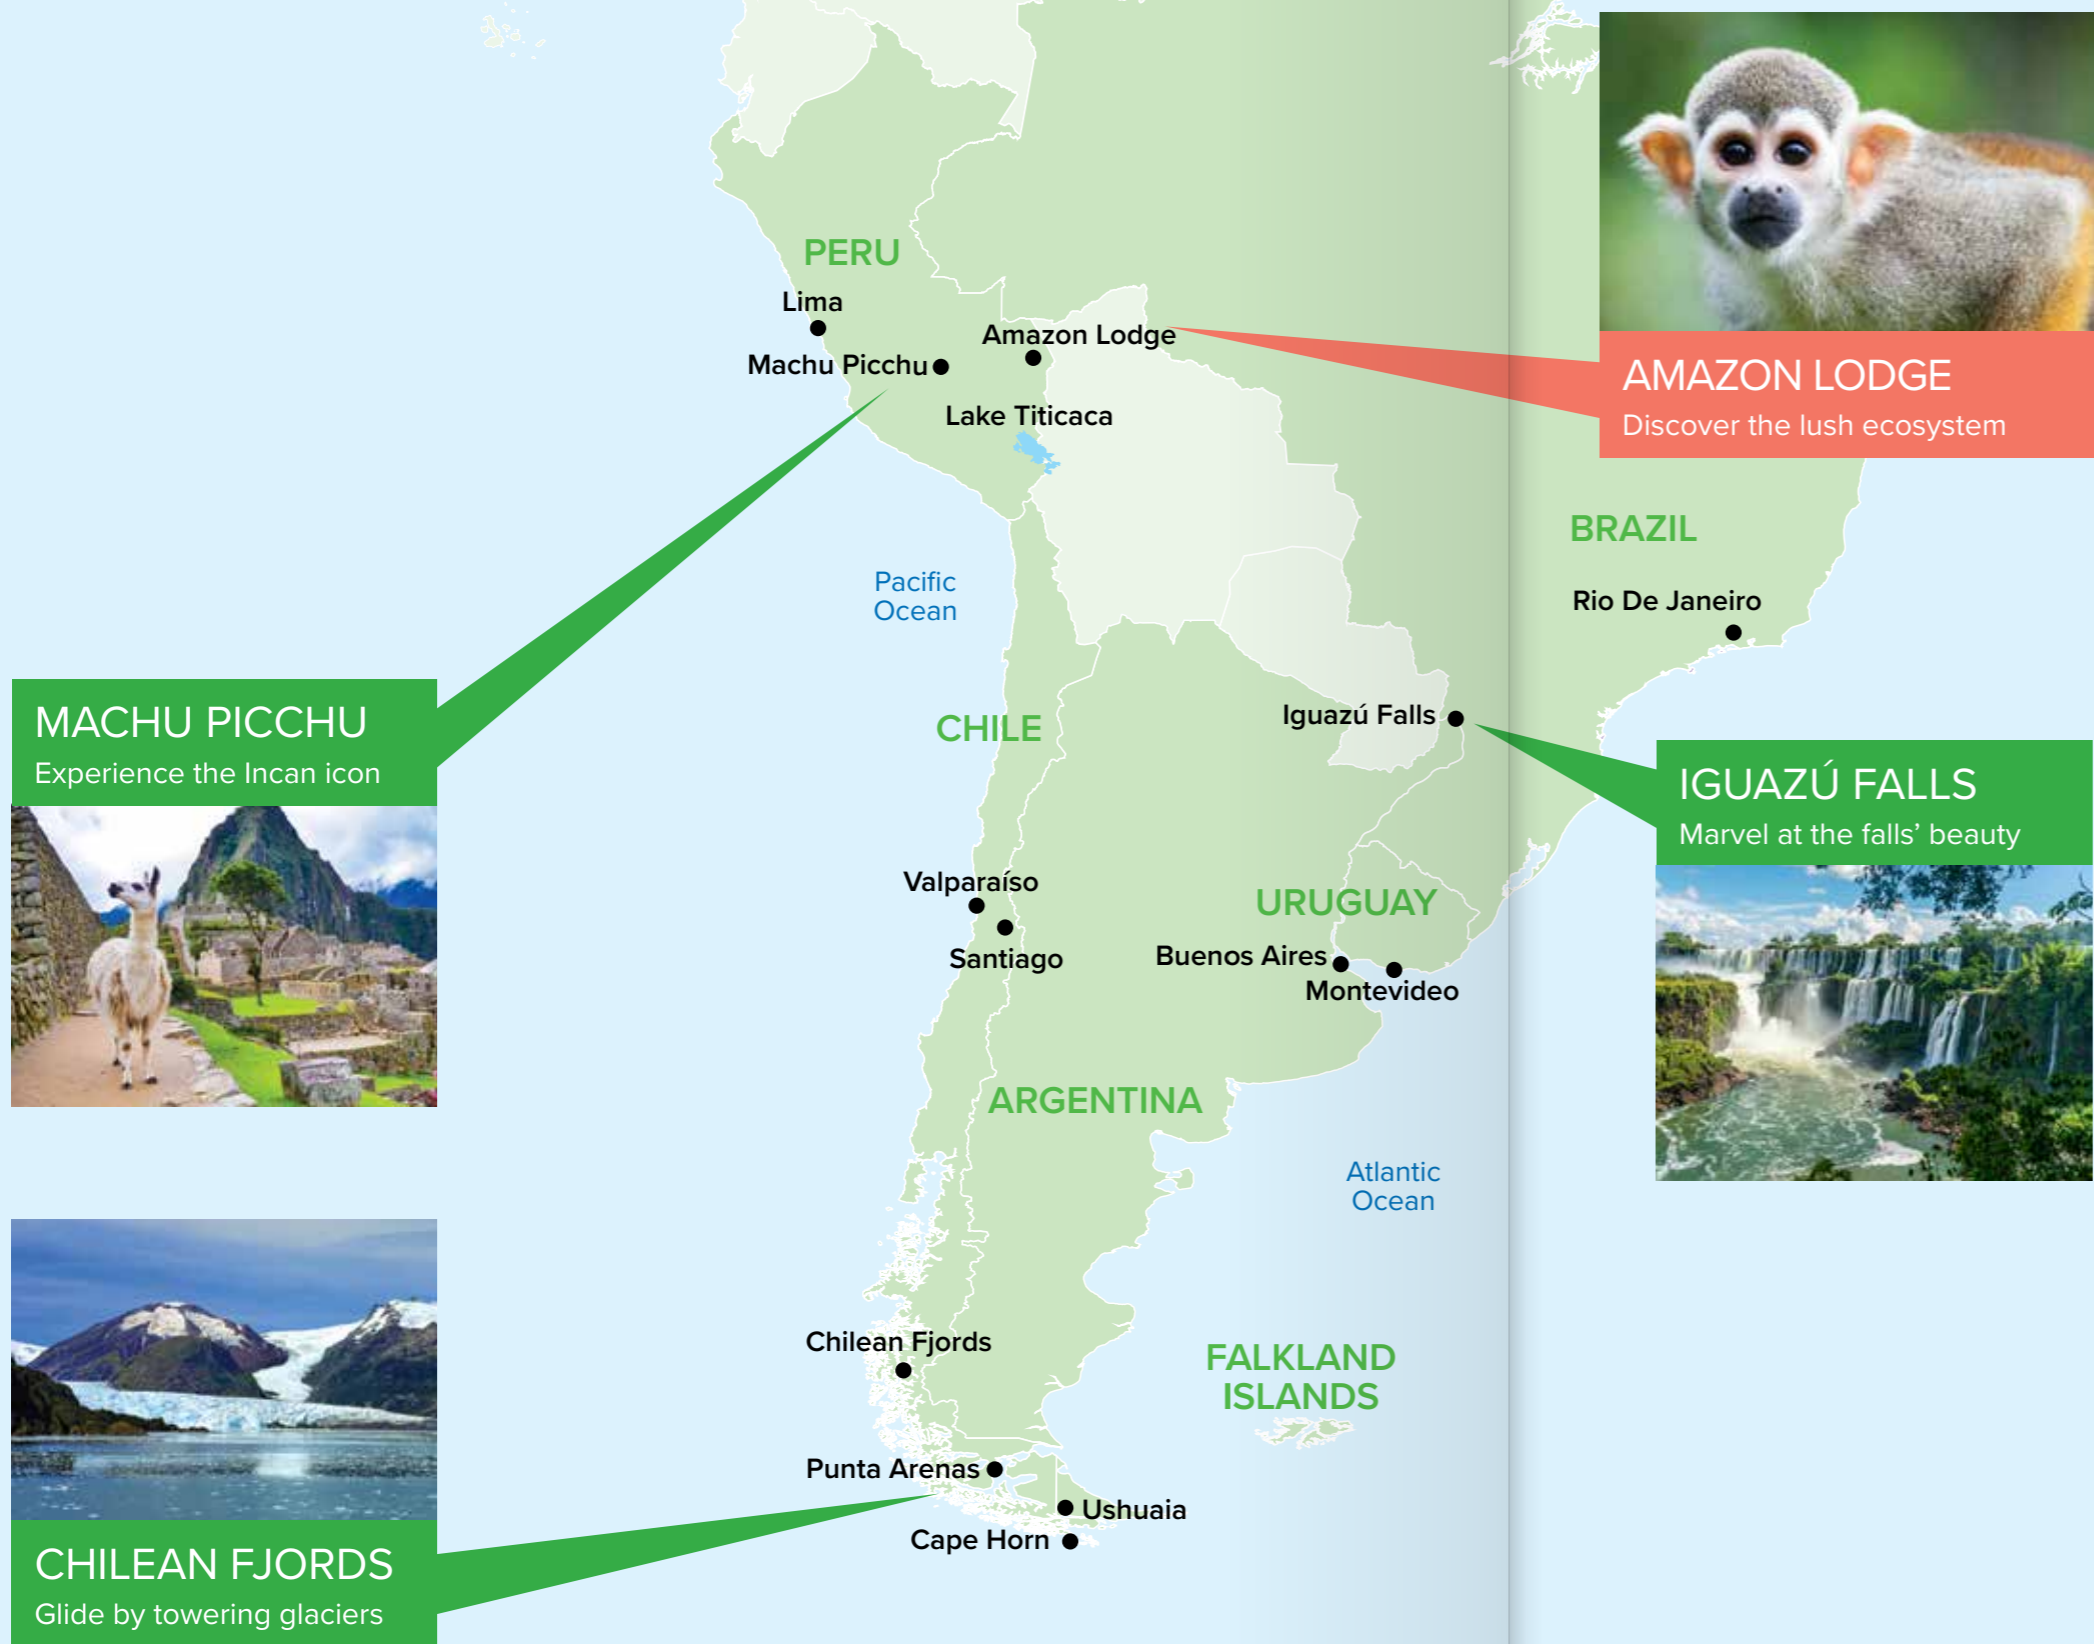 PERU
Lima
Machu Picchu
Amazon Lodge
Lake Titicaca
AMAZON LODGE
Discover the lush ecosystem
BRAZIL
Rio De Janeiro
Pacific
Ocean
MACHU PICCHU
Experience the Incan icon
CHILE
Iguazú Falls
IGUAZÚ FALLS
Marvel at the falls’ beauty
Valparaíso
Santiago
URUGUAY
Buenos Aires
Montevideo
ARGENTINA
Atlantic
Ocean
Chilean Fjords
FALKLAND
ISLANDS
Punta Arenas
Ushuaia
Cape Horn
CHILEAN FJORDS
Glide by towering glaciers